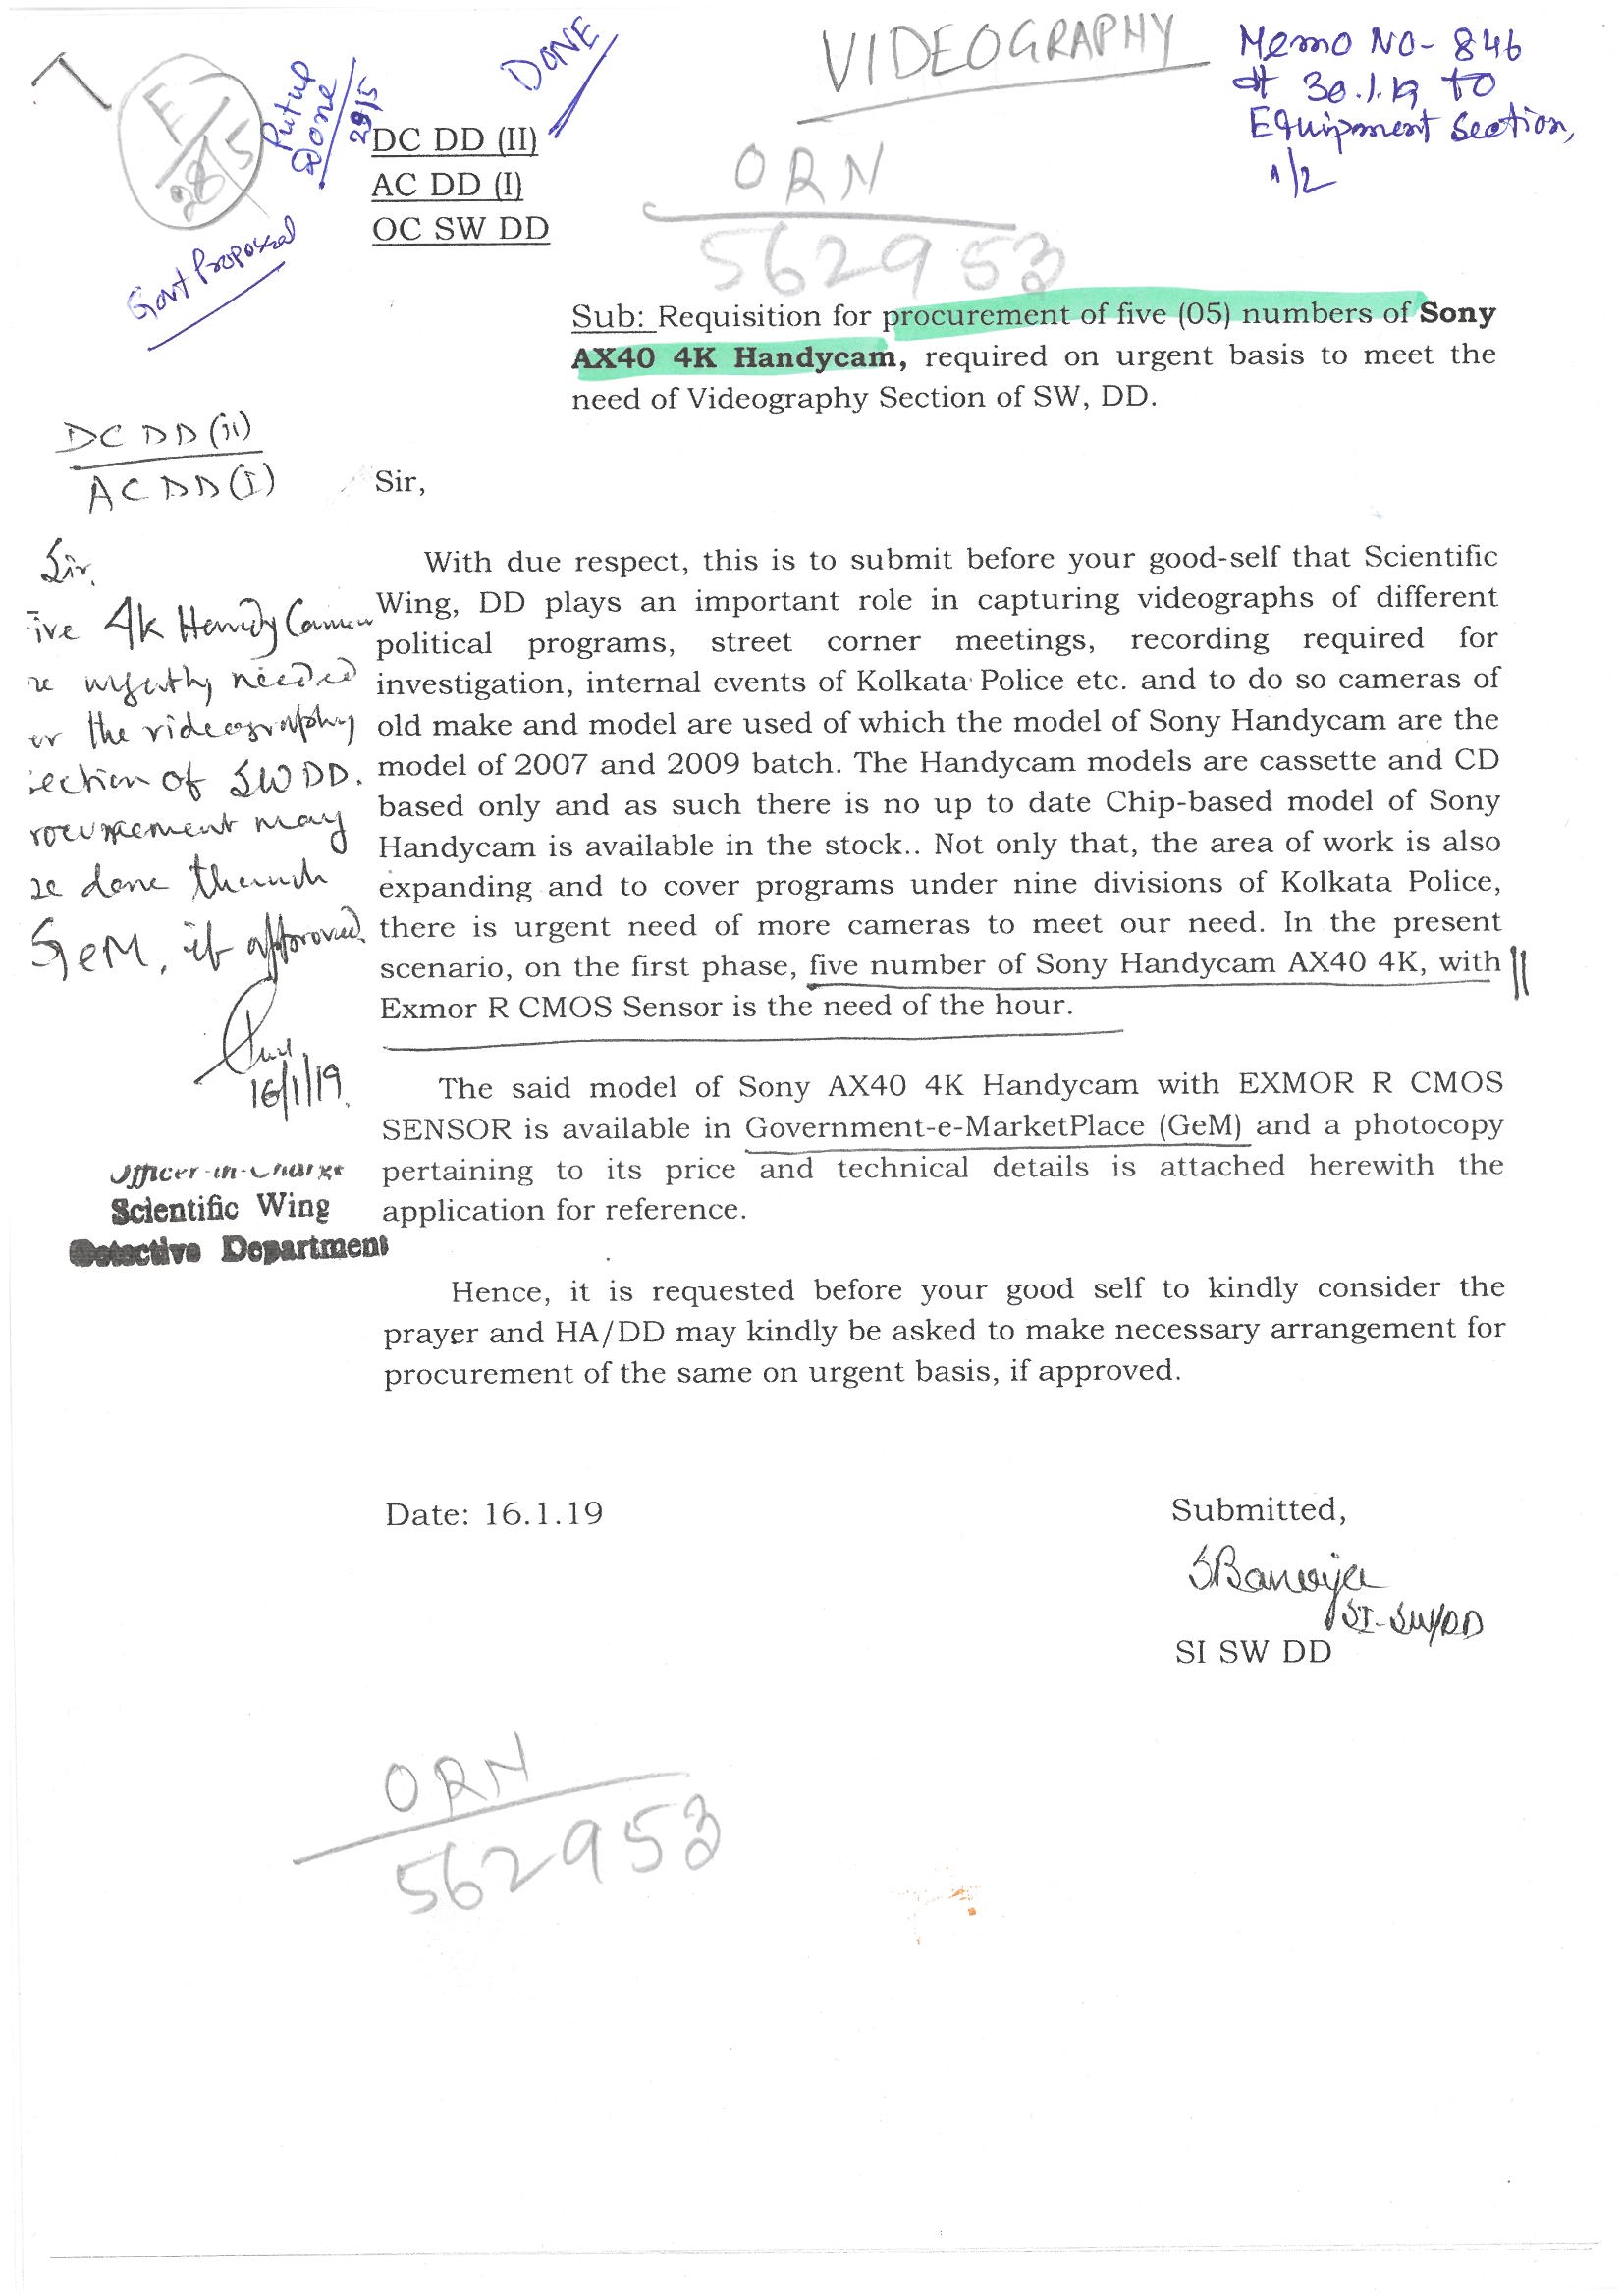 VIDEOGRAPHY
Memo NO- 846
dt 30.1.19 to
Equipment Section,
1/2
DONE
Putup
Done
29/5
E/
28/5
Govt Proposal
DC DD (II)
AC DD (I)
OC SW DD
ORN
562953
Sub: Requisition for procurement of five (05) numbers of Sony
AX40 4K Handycam, required on urgent basis to meet the
need of Videography Section of SW, DD.
DC DD (ii)
AC DD (I)
Sir,
ive 4k Handy Camera
re urgently needed
or the videography
section of SWDD.
rocurement may
be done through
GeM, if approved.
16/1/19.
Officer-in-Charge
Scientific Wing
Detective Department
Sir,
With due respect, this is to submit before your good-self that Scientific
Wing, DD plays an important role in capturing videographs of different
political programs, street corner meetings, recording required for
investigation, internal events of Kolkata Police etc. and to do so cameras of
old make and model are used of which the model of Sony Handycam are the
model of 2007 and 2009 batch. The Handycam models are cassette and CD
based only and as such there is no up to date Chip-based model of Sony
Handycam is available in the stock.. Not only that, the area of work is also
expanding and to cover programs under nine divisions of Kolkata Police,
there is urgent need of more cameras to meet our need. In the present
scenario, on the first phase, five number of Sony Handycam AX40 4K, with
Exmor R CMOS Sensor is the need of the hour.
The said model of Sony AX40 4K Handycam with EXMOR R CMOS
SENSOR is available in Government-e-MarketPlace (GeM) and a photocopy
pertaining to its price and technical details is attached herewith the
application for reference.
Hence, it is requested before your good self to kindly consider the
prayer and HA/DD may kindly be asked to make necessary arrangement for
procurement of the same on urgent basis, if approved.
Date: 16.1.19
Submitted,
SBanerjee
SI-SW/DD
SI SW DD
ORN
562953